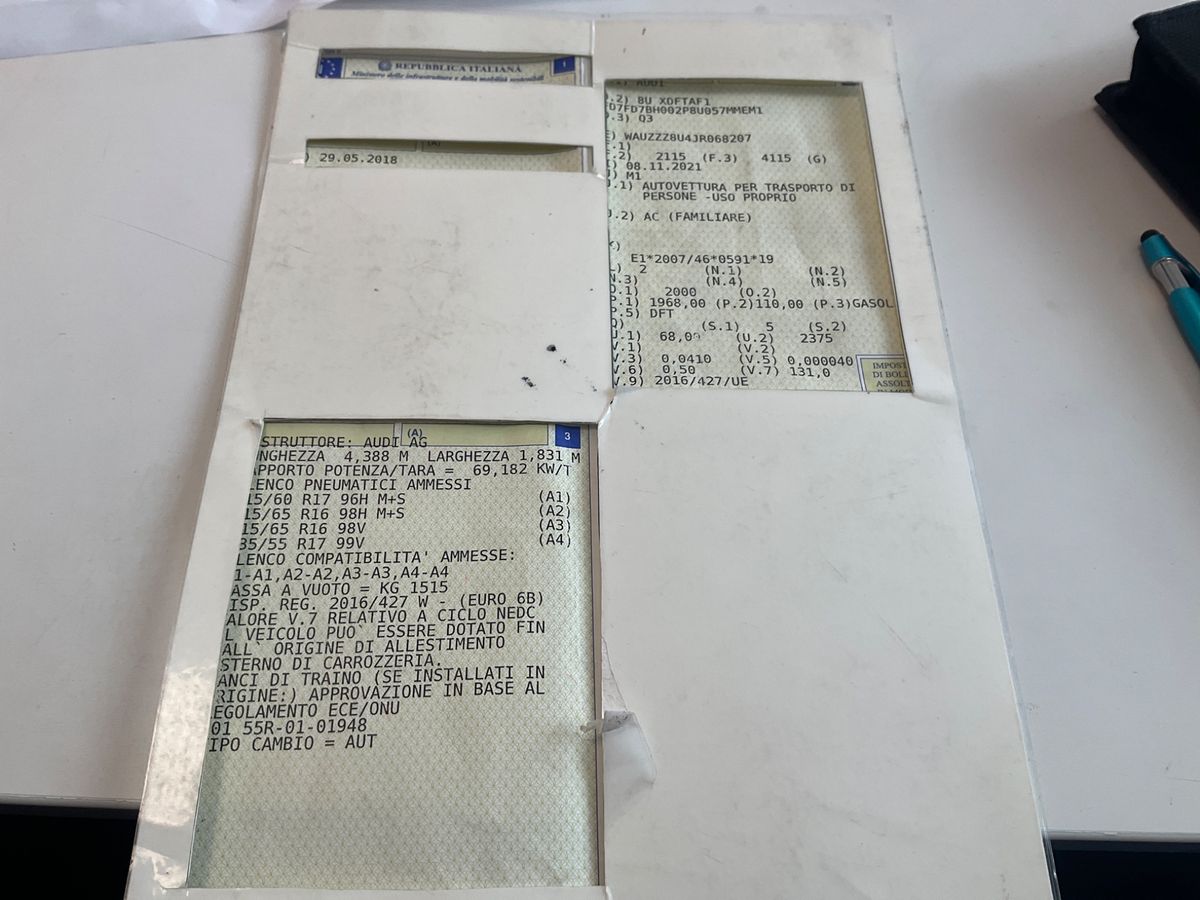 REPUBBLICA ITALIANA
1
Ministero delle infrastrutture e della mobilità sostenibili
(A)
) 29.05.2018
AUDI
.2) 8U XDFTAF1
FD7FD7BH002P8U057MMEM1
.3) Q3
) WAUZZZ8U4JR068207
.1)
.2) 2115 (F.3) 4115 (G)
) 08.11.2021
) M1
.1) AUTOVETTURA PER TRASPORTO DI
PERSONE -USO PROPRIO
.2) AC (FAMILIARE)
)
E1*2007/46*0591*19
) 2 (N.1) (N.2)
N.3) (N.4) (N.5)
.1) 2000 (O.2)
P.1) 1968,00 (P.2)110,00 (P.3)GASOL
P.5) DFT
) (S.1) 5 (S.2)
U.1) 68,00 (U.2) 2375
V.1) (V.2)
V.3) 0,0410 (V.5) 0,000040
V.6) 0,50 (V.7) 131,0
V.9) 2016/427/UE
IMPOST
DI BOLL
ASSOLT
(A)
3
STRUTTORE: AUDI AG
NGHEZZA 4,388 M LARGHEZZA 1,831 M
APPORTO POTENZA/TARA = 69,182 KW/T
LENCO PNEUMATICI AMMESSI
15/60 R17 96H M+S (A1)
15/65 R16 98H M+S (A2)
15/65 R16 98V (A3)
35/55 R17 99V (A4)
LENCO COMPATIBILITA' AMMESSE:
1-A1,A2-A2,A3-A3,A4-A4
ASSA A VUOTO = KG 1515
ISP. REG. 2016/427 W - (EURO 6B)
ALORE V.7 RELATIVO A CICLO NEDC
L VEICOLO PUO` ESSERE DOTATO FIN
ALL' ORIGINE DI ALLESTIMENTO
STERNO DI CARROZZERIA.
ANCI DI TRAINO (SE INSTALLATI IN
RIGINE:) APPROVAZIONE IN BASE AL
EGOLAMENTO ECE/ONU
01 55R-01-01948
IPO CAMBIO = AUT